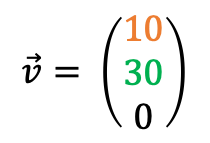 10
v⃗ = ( 30 )
0